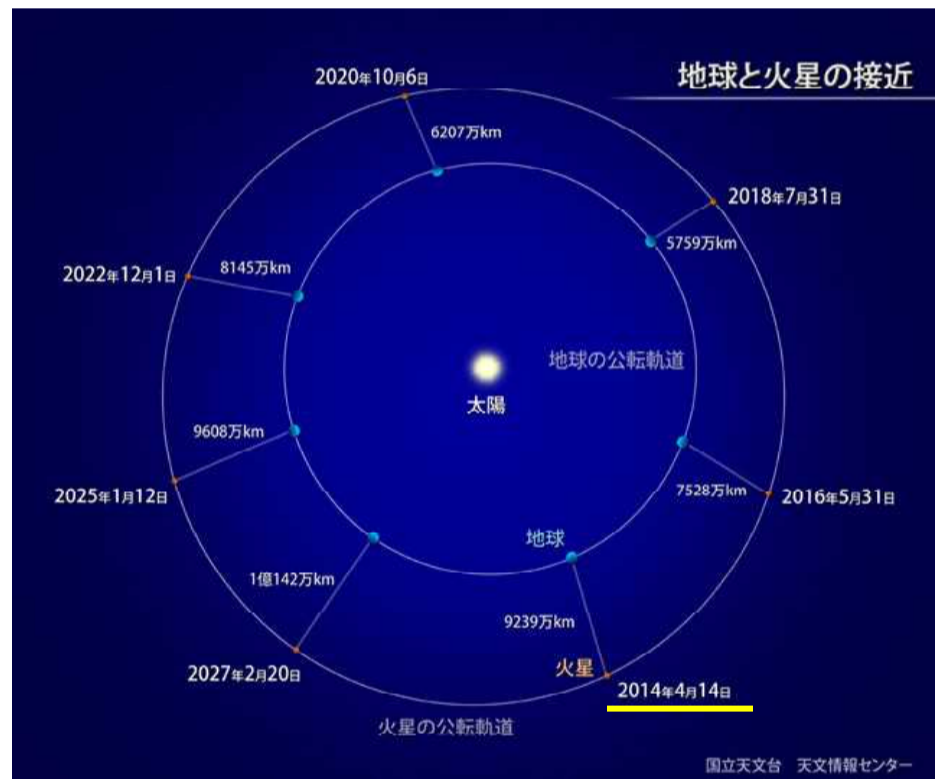 地球と火星の接近
2020年10月6日
6207万km
2018年7月31日
5759万km
2022年12月1日
8145万km
地球の公転軌道
太陽
9608万km
2025年1月12日
7528万km
2016年5月31日
地球
1億142万km
9239万km
火星
2027年2月20日
2014年4月14日
火星の公転軌道
国立天文台 天文情報センター